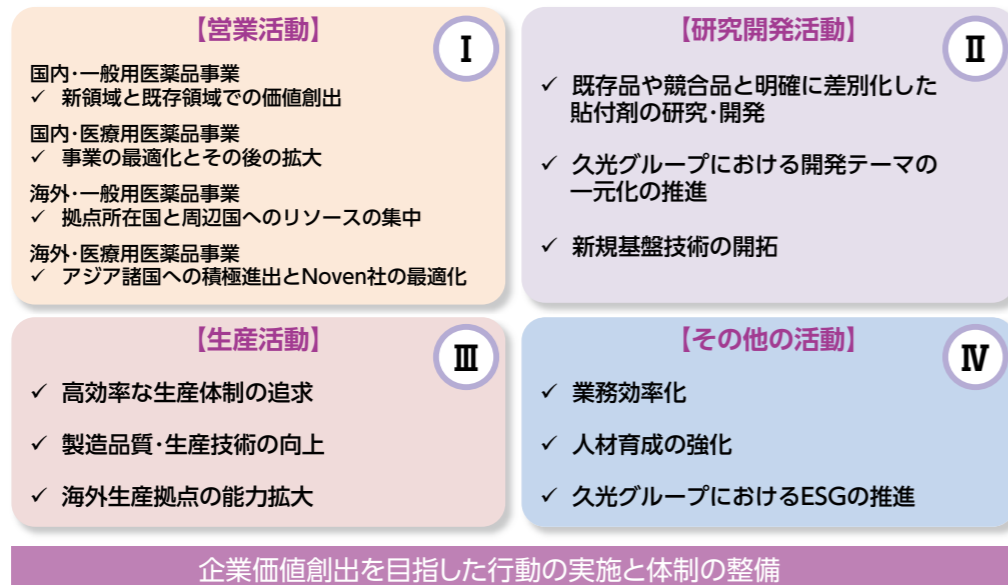 【営業活動】
Ⅰ
国内・一般用医薬品事業
✓ 新領域と既存領域での価値創出
国内・医療用医薬品事業
✓ 事業の最適化とその後の拡大
海外・一般用医薬品事業
✓ 拠点所在国と周辺国へのリソースの集中
海外・医療用医薬品事業
✓ アジア諸国への積極進出とNoven社の最適化
【研究開発活動】
Ⅱ
✓ 既存品や競合品と明確に差別化した
貼付剤の研究・開発
✓ 久光グループにおける開発テーマの
一元化の推進
✓ 新規基盤技術の開拓
【生産活動】
Ⅲ
✓ 高効率な生産体制の追求
✓ 製造品質・生産技術の向上
✓ 海外生産拠点の能力拡大
【その他の活動】
Ⅳ
✓ 業務効率化
✓ 人材育成の強化
✓ 久光グループにおけるESGの推進
企業価値創出を目指した行動の実施と体制の整備